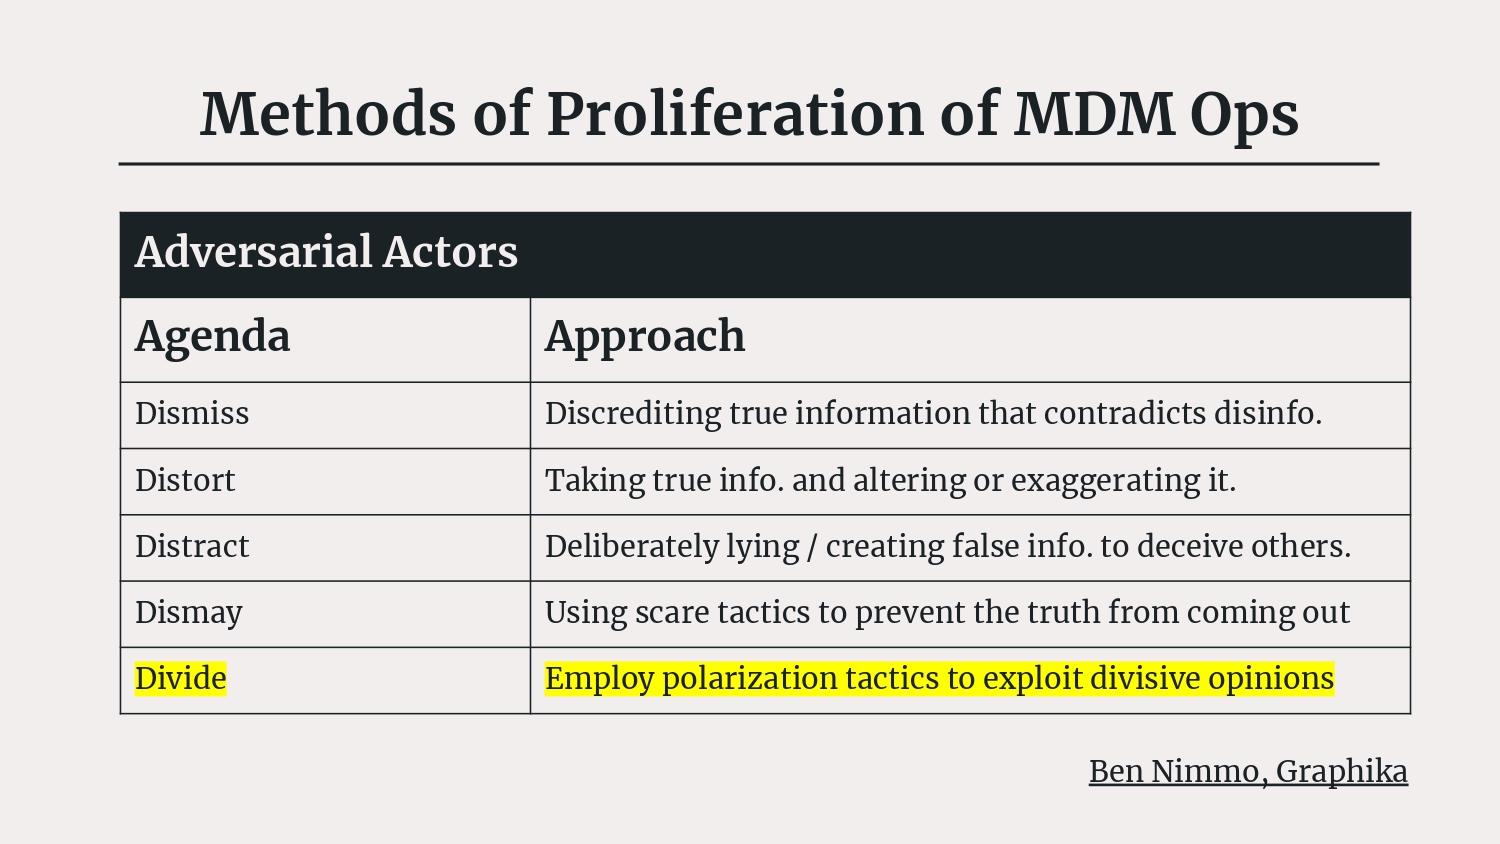 Methods of Proliferation of MDM Ops
Adversarial Actors
Agenda Approach
Dismiss Discrediting true information that contradicts disinfo.
Distort Taking true info. and altering or exaggerating it.
Distract Deliberately lying / creating false info. to deceive others.
Dismay Using scare tactics to prevent the truth from coming out
Divide Employ polarization tactics to exploit divisive opinions
Ben Nimmo, Graphika